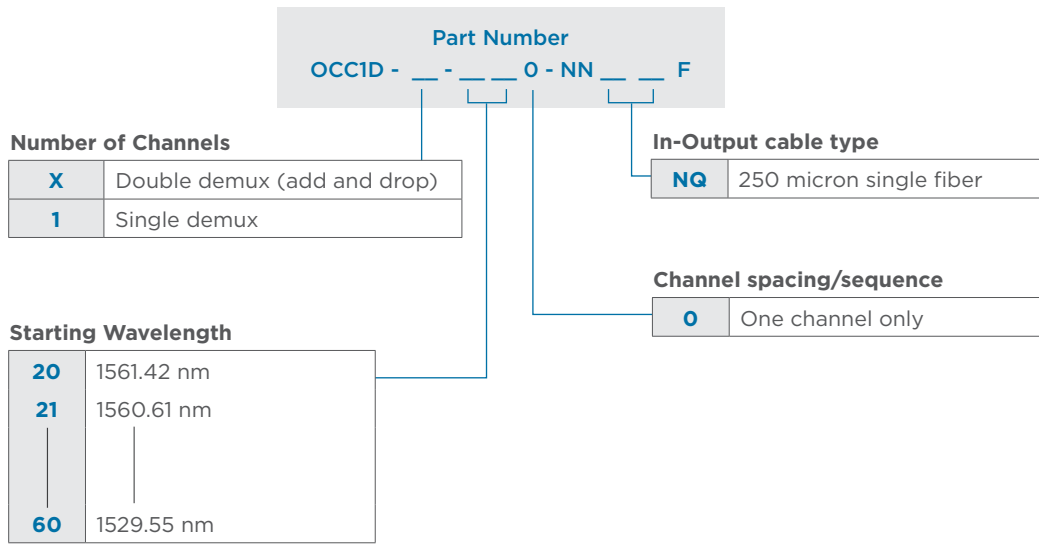 Part Number
OCC1D - __ - __ __ 0 - NN __ __ F
Number of Channels
X Double demux (add and drop)
1 Single demux
In-Output cable type
NQ 250 micron single fiber
Channel spacing/sequence
0 One channel only
Starting Wavelength
20 1561.42 nm
21 1560.61 nm
60 1529.55 nm